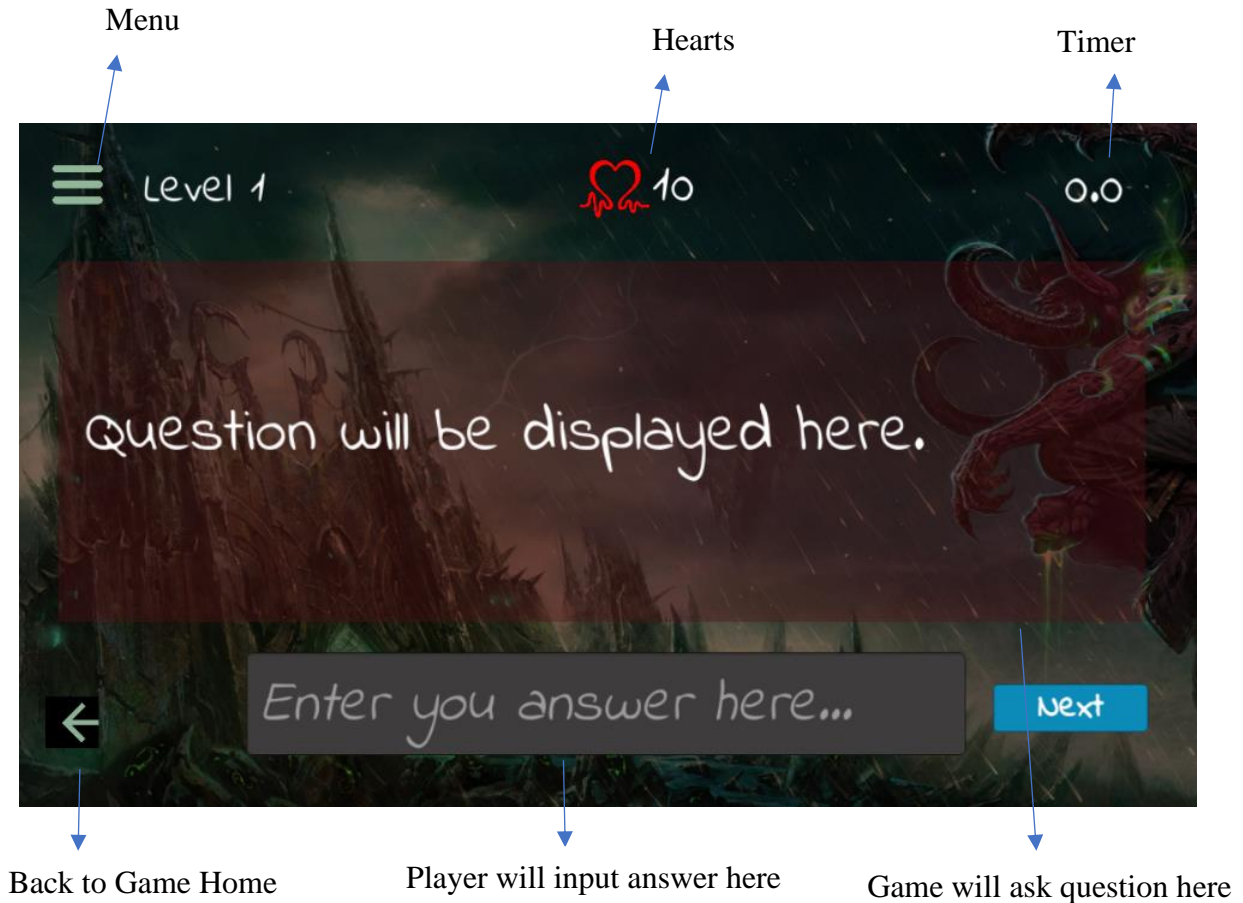 Menu
Hearts
Timer
Level 1
10
0.0
Question will be displayed here.
Enter you answer here...
Next
Back to Game Home
Player will input answer here
Game will ask question here